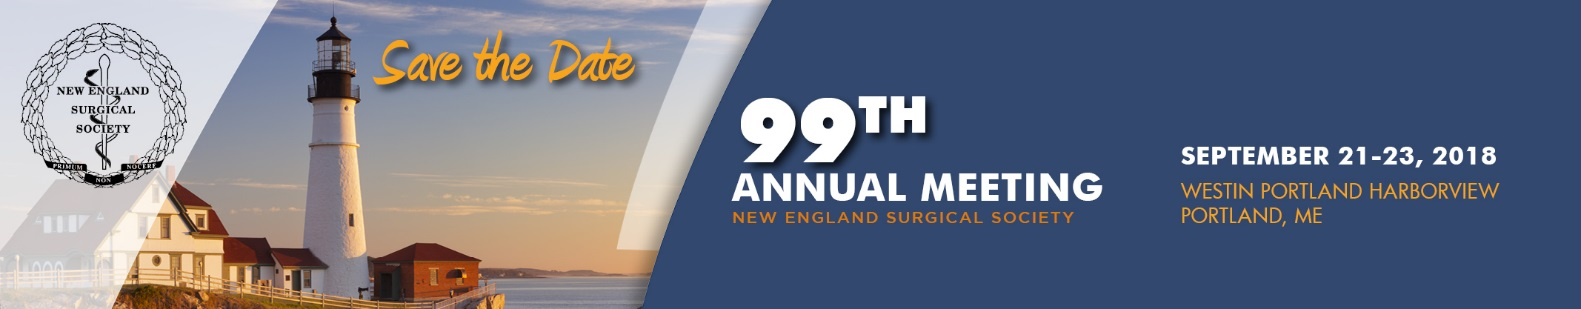 NEW ENGLAND
SURGICAL
SOCIETY
PRIMUM
NON
NOCERE
Save the Date
99TH
ANNUAL MEETING
NEW ENGLAND SURGICAL SOCIETY
SEPTEMBER 21-23, 2018
WESTIN PORTLAND HARBORVIEW
PORTLAND, ME